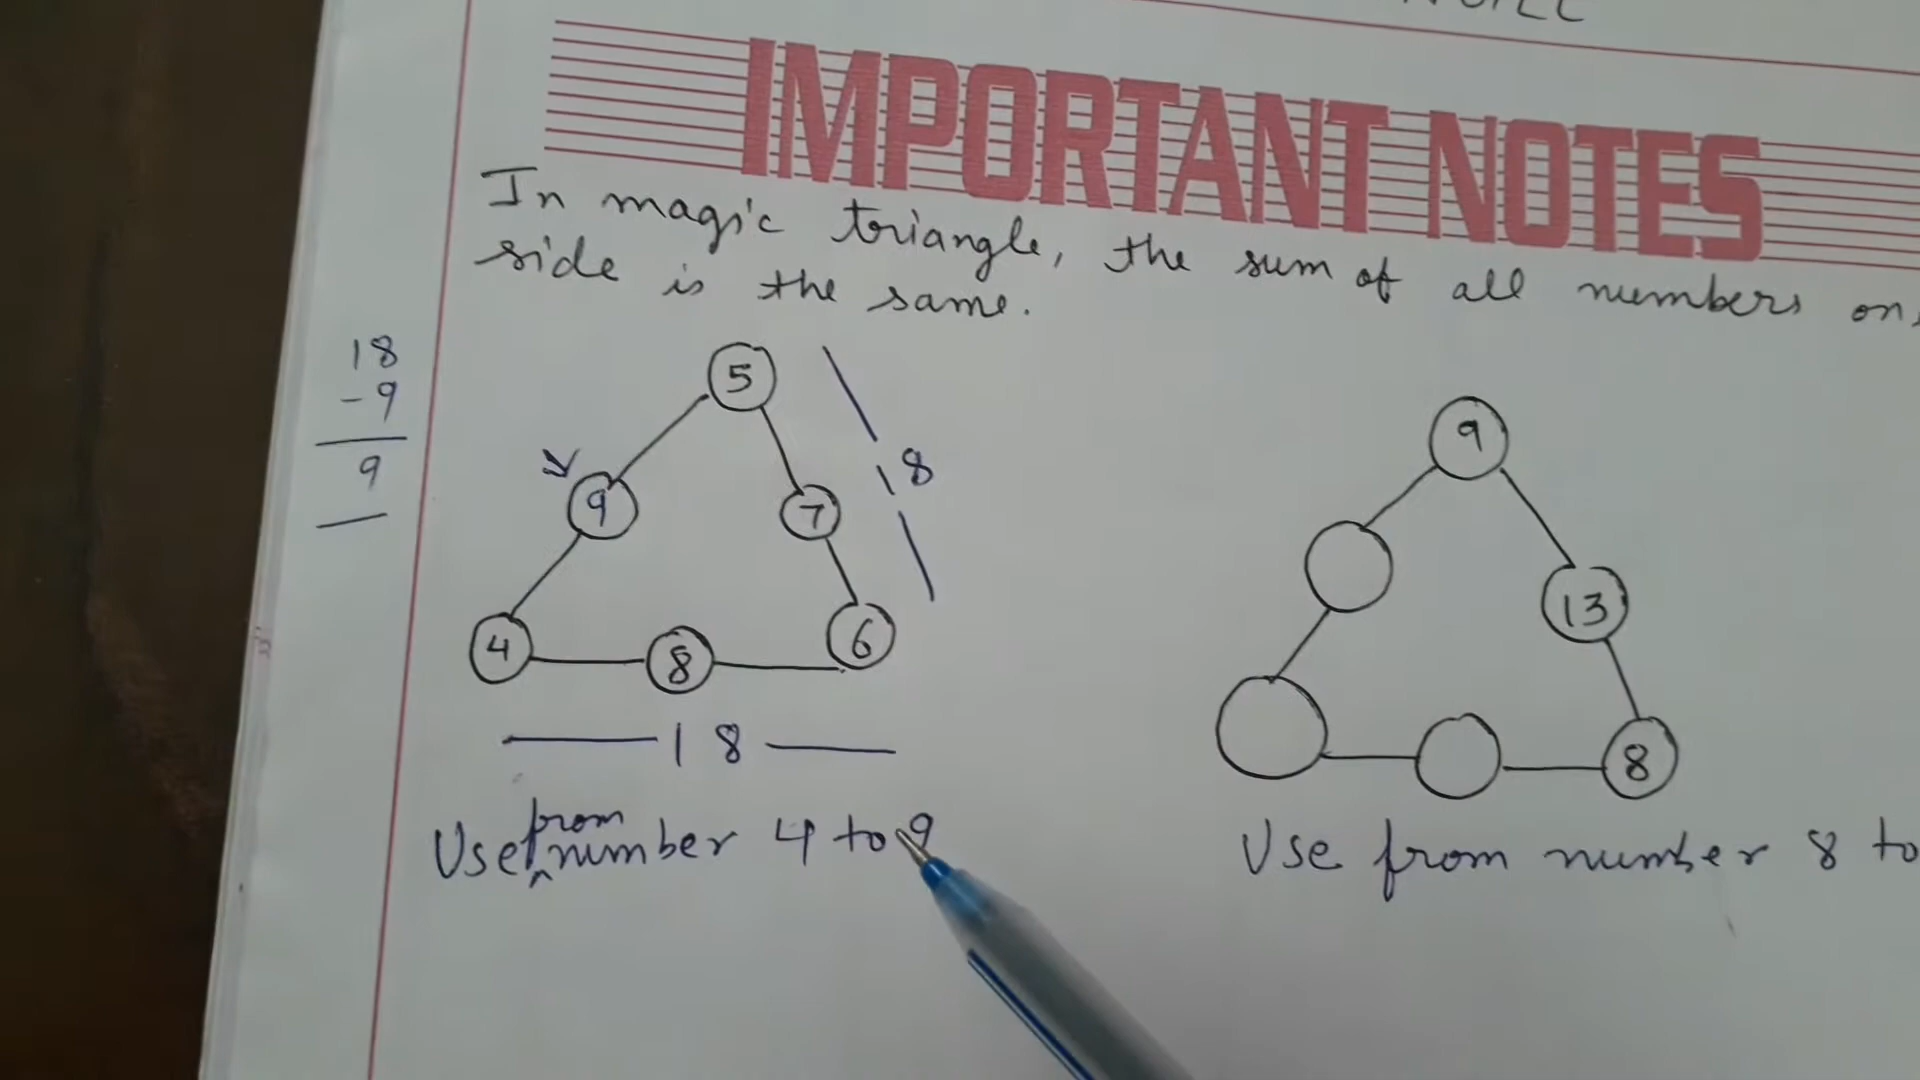 IMPORTANT NOTES
In magic triangle, the sum of all numbers on
side is the same.
18
-9
9
5
9
7
18
4
8
6
18
Use from number 4 to 9
9
13
8
Use from number 8 to